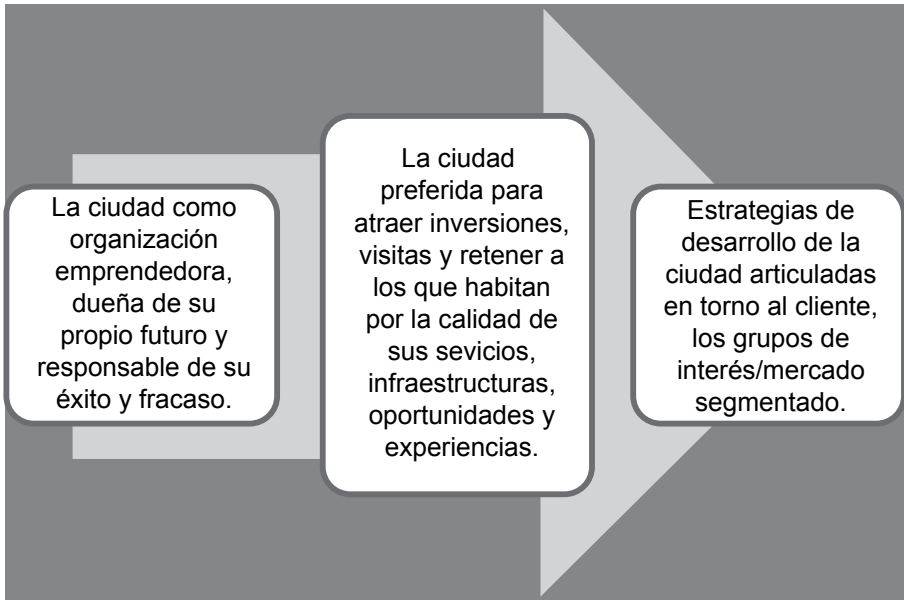 La ciudad como
organización
emprendedora,
dueña de su
propio futuro y
responsable de su
éxito y fracaso.
La ciudad
preferida para
atraer inversiones,
visitas y retener a
los que habitan
por la calidad de
sus sevicios,
infraestructuras,
oportunidades y
experiencias.
Estrategias de
desarrollo de la
ciudad articuladas
en torno al cliente,
los grupos de
interés/mercado
segmentado.